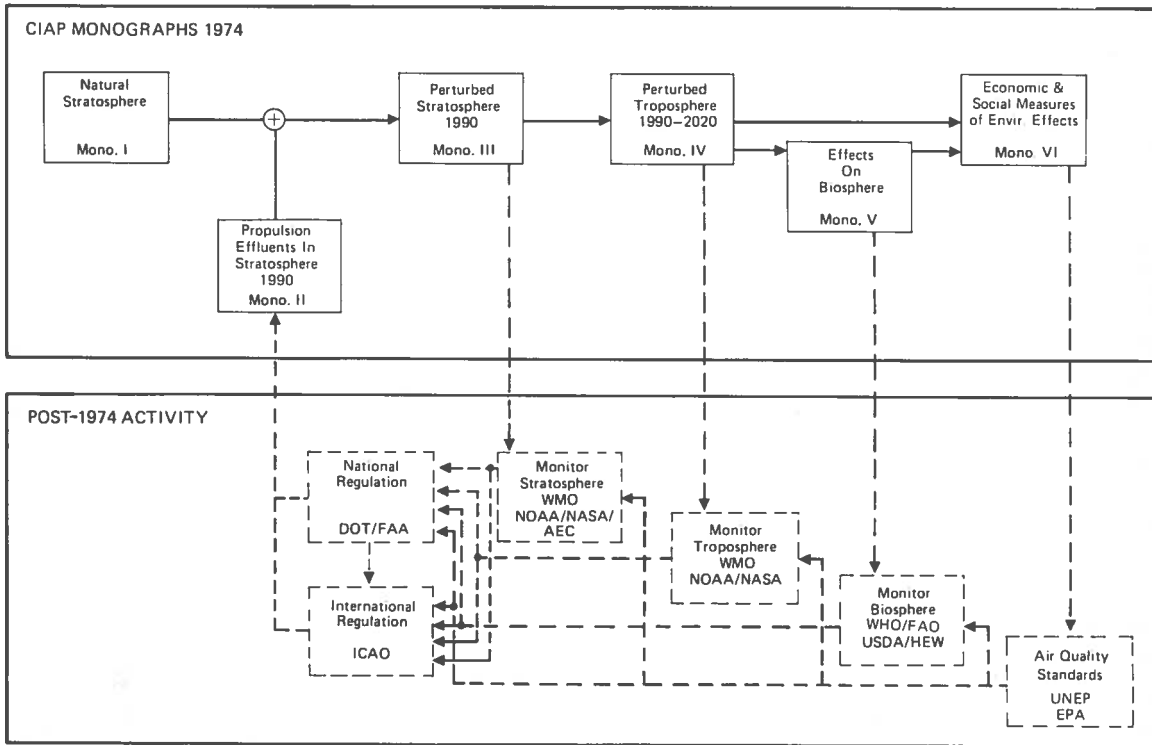 CIAP MONOGRAPHS 1974
Natural
Stratosphere
Mono. I
+
Propulsion
Effluents In
Stratosphere
1990
Mono. II
Perturbed
Stratosphere
1990
Mono. III
Perturbed
Troposphere
1990–2020
Mono. IV
Effects
On
Biosphere
Mono. V
Economic &
Social Measures
of Envir. Effects
Mono. VI
POST–1974 ACTIVITY
National
Regulation
DOT/FAA
International
Regulation
ICAO
Monitor
Stratosphere
WMO
NOAA/NASA/
AEC
Monitor
Troposphere
WMO
NOAA/NASA
Monitor
Biosphere
WHO/FAO
USDA/HEW
Air Quality
Standards
UNEP
EPA